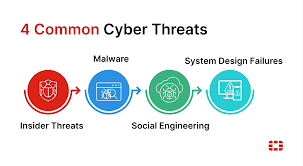 4 Common Cyber Threats
Malware
System Design Failures
Insider Threats
Social Engineering